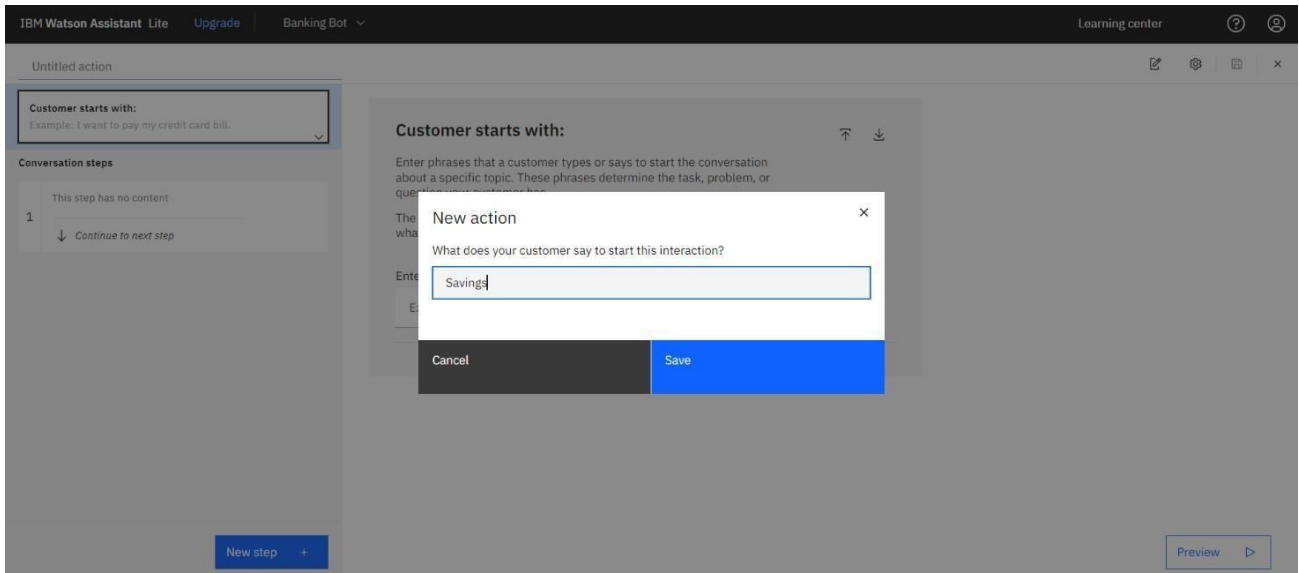 IBM Watson Assistant Lite Upgrade Banking Bot Learning center
Untitled action
Customer starts with:
Example: I want to pay my credit card bill.
Conversation steps
1
This step has no content
Continue to next step
New step +
Customer starts with:
Enter phrases that a customer types or says to start the conversation
about a specific topic. These phrases determine the task, problem, or
The
Ente
New action
What does your customer say to start this interaction?
Savings
Cancel
Save
Preview